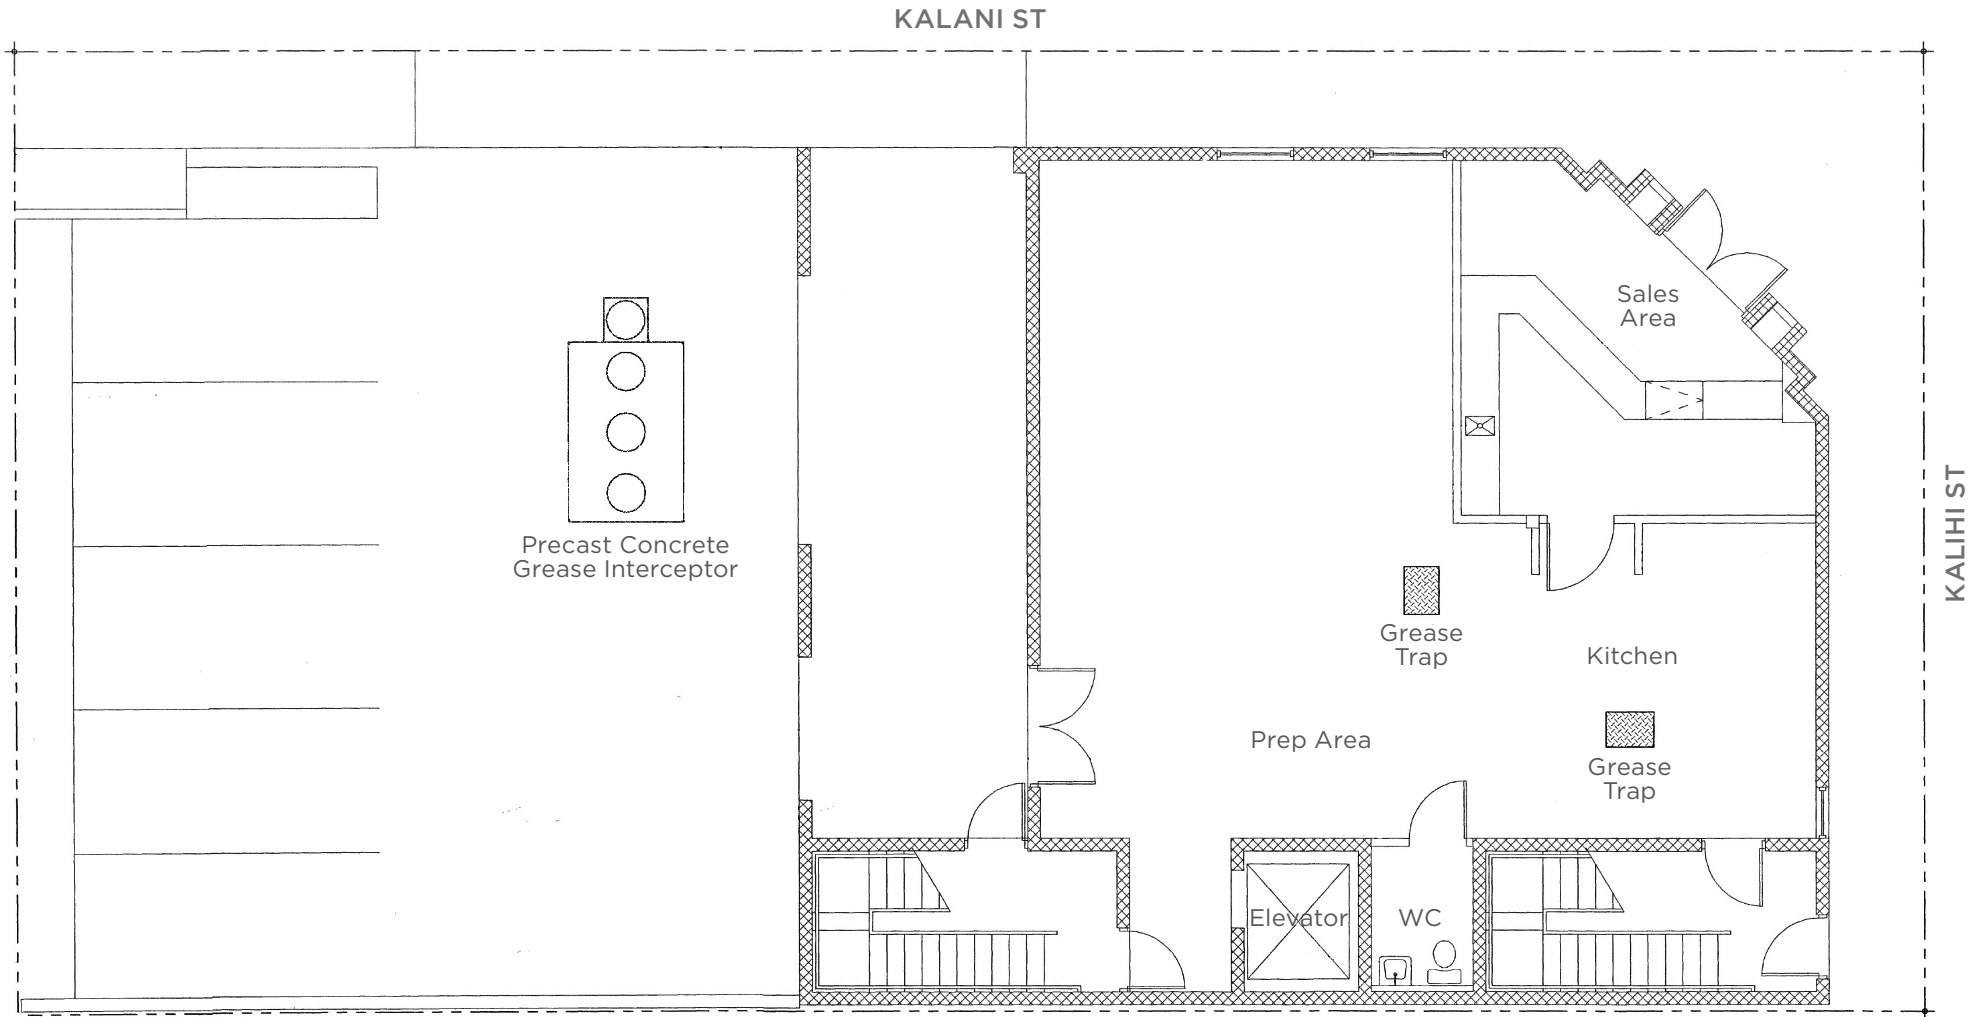 KALANI ST
Sales
Area
KALIHI ST
Precast Concrete
Grease Interceptor
Grease
Trap
Kitchen
Prep Area
Grease
Trap
Elevator
WC